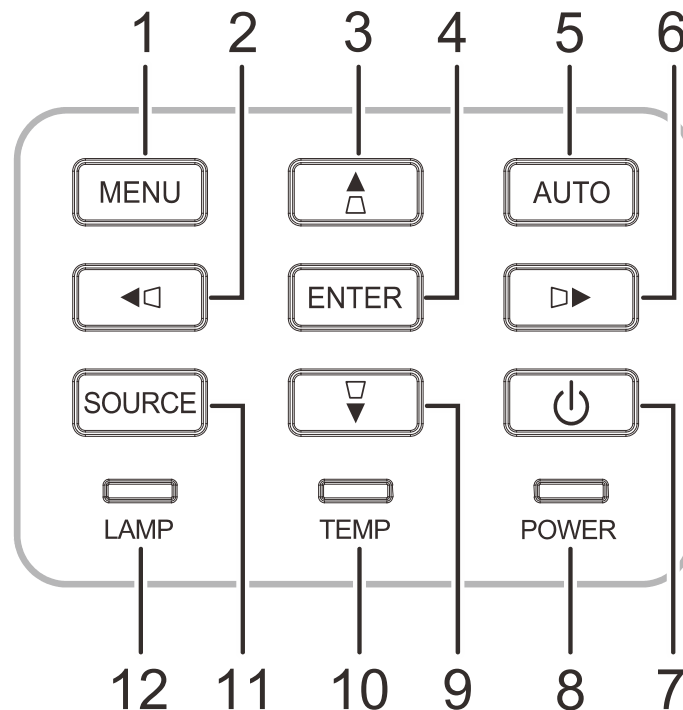 1 2 3 4 5 6
MENU AUTO
ENTER
SOURCE
LAMP TEMP POWER
12 11 10 9 8 7